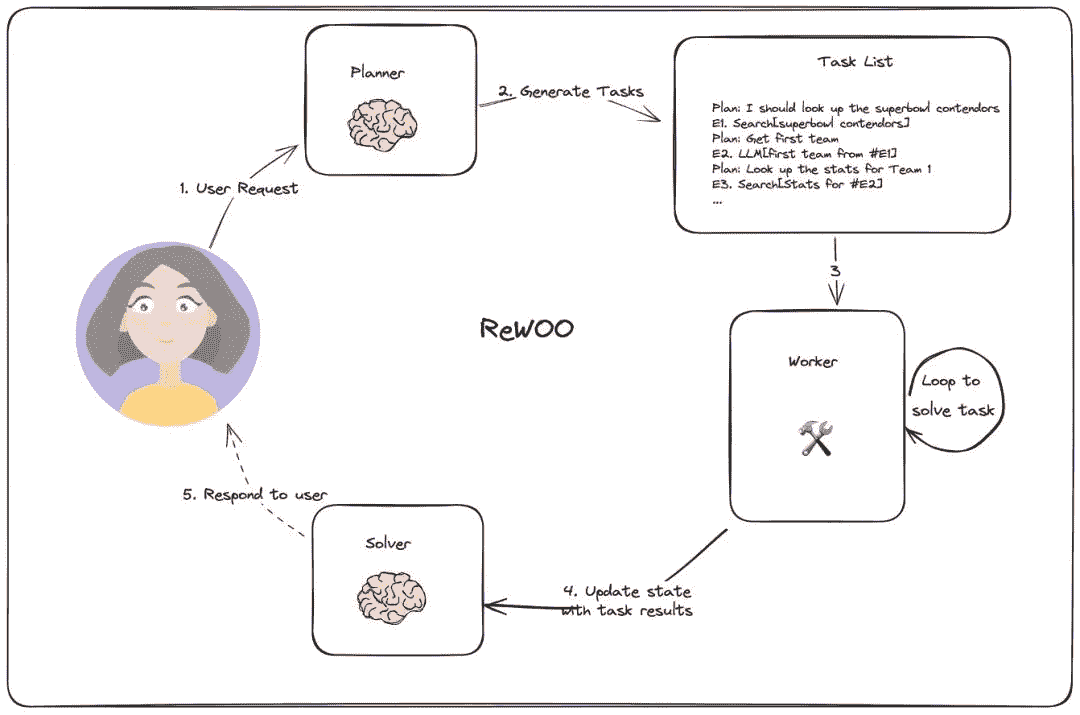 Planner
2. Generate Tasks
Task List
Plan: I should look up the superbowl contendors
E1. Search[superbowl contendors]
Plan: Get first team
E2. LLM[first team from #E1]
Plan: Look up the stats for Team 1
E3. Search[Stats for #E2]
...
1. User Request
3
ReWOO
Worker
Loop to
solve task
5. Respond to user
Solver
4. Update state
with task results